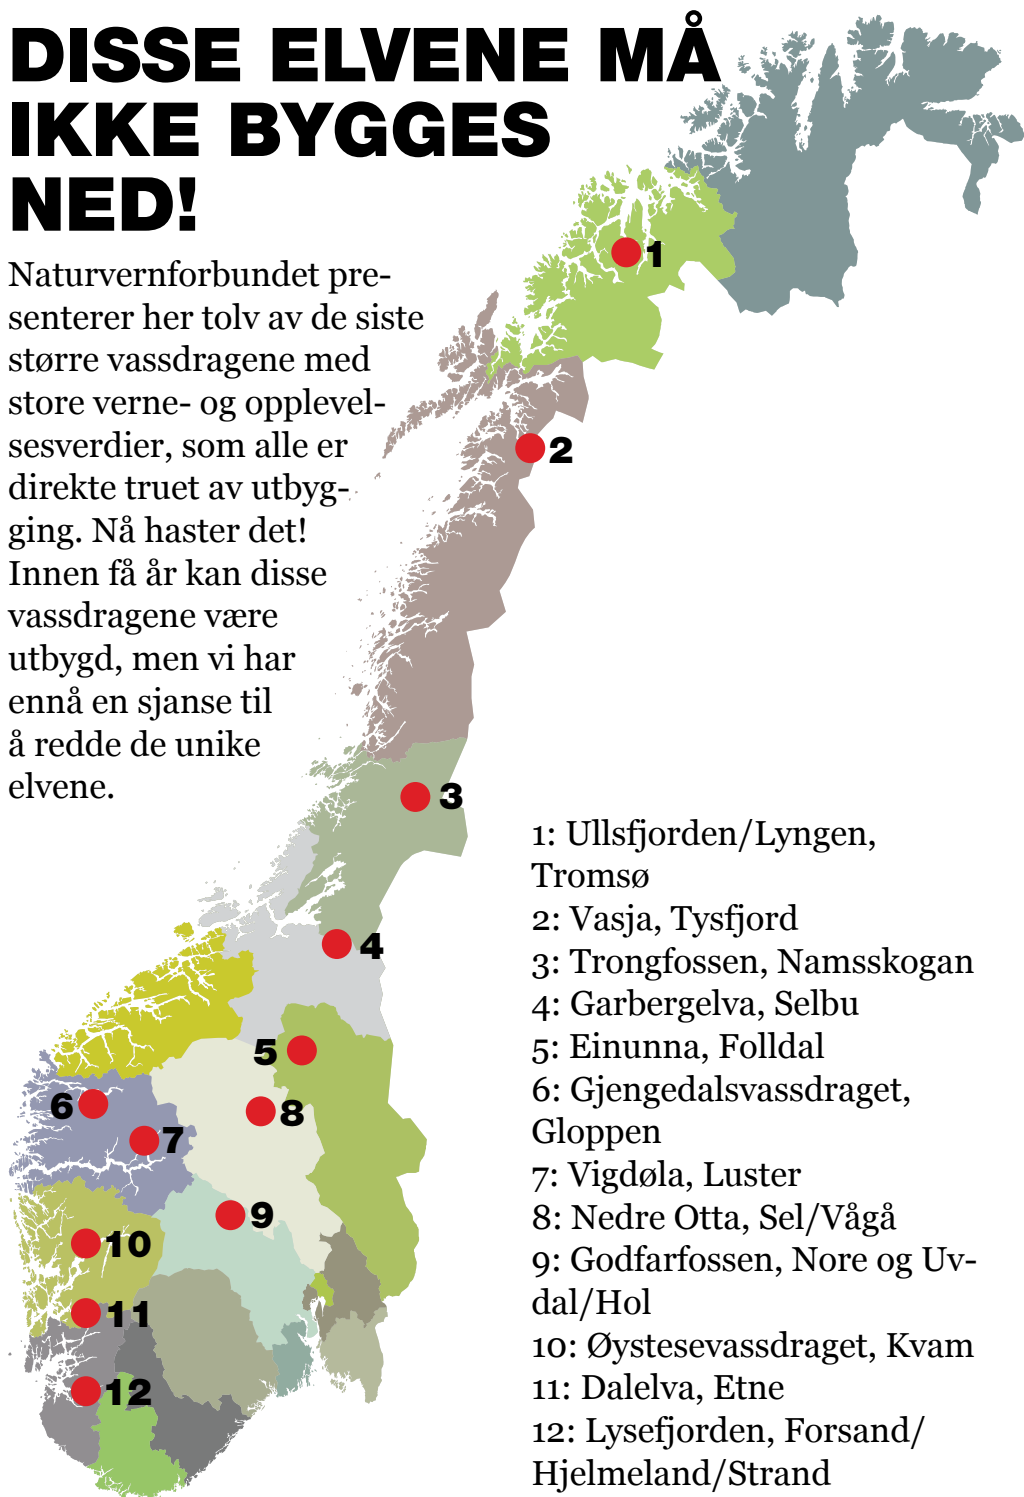 DISSE ELVENE MÅ
IKKE BYGGES
NED!
Naturvernforbundet pre-
senterer her tolv av de siste
større vassdragene med
store verne- og opplevel-
sesverdier, som alle er
direkte truet av utbyg-
ging. Nå haster det!
Innen få år kan disse
vassdragene være
utbygd, men vi har
ennå en sjanse til
å redde de unike
elvene.
1
2
3
4
5
6
7
8
9
10
11
12
1: Ullsfjorden/Lyngen,
Tromsø
2: Vasja, Tysfjord
3: Trongfossen, Namsskogan
4: Garbergelva, Selbu
5: Einunna, Folldal
6: Gjengedalsvassdraget,
Gloppen
7: Vigdøla, Luster
8: Nedre Otta, Sel/Vågå
9: Godfarfossen, Nore og Uv-
dal/Hol
10: Øystesevassdraget, Kvam
11: Dalelva, Etne
12: Lysefjorden, Forsand/
Hjelmeland/Strand